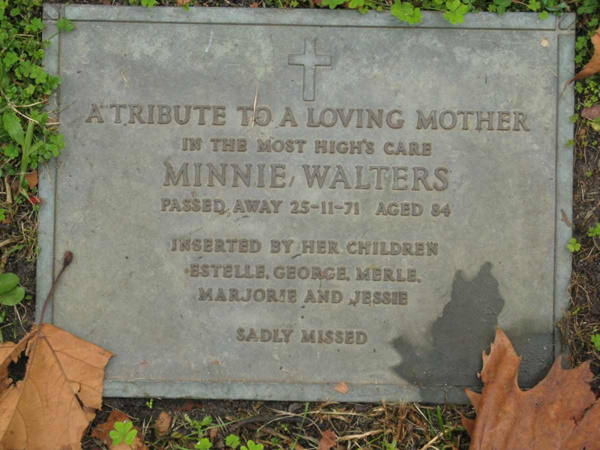 A TRIBUTE TO A LOVING MOTHER
IN THE MOST HIGH'S CARE
MINNIE WALTERS
PASSED AWAY 25-11-71 AGED 84
INSERTED BY HER CHILDREN
ESTELLE, GEORGE, MERLE,
MARJORIE AND JESSIE
SADLY MISSED